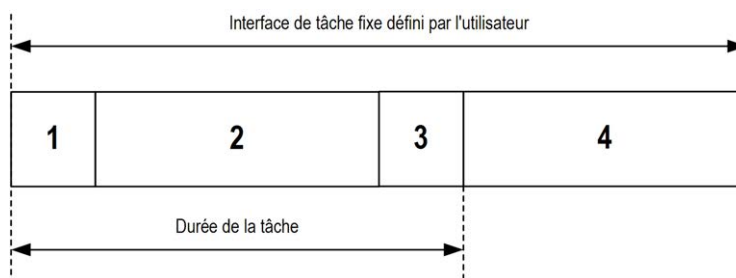 Interface de tâche fixe défini par l'utilisateur
1 2 3 4
Durée de la tâche